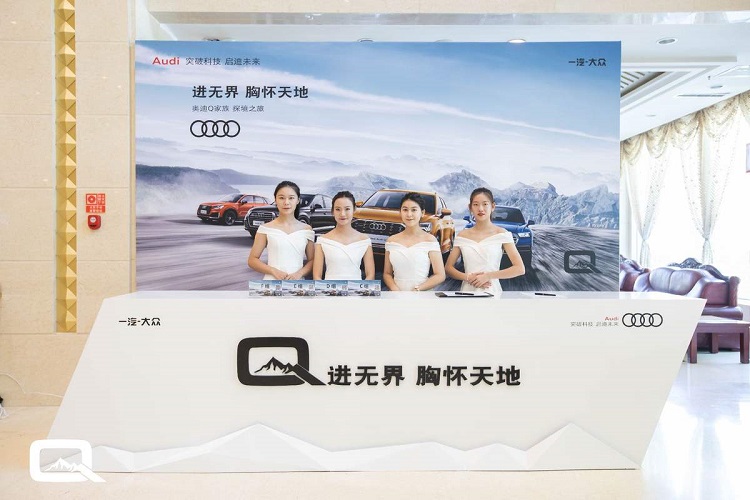 Audi 突破科技 启迪未来
一汽-大众
进无界 胸怀天地
奥迪Q家族 探境之旅
一汽-大众
Audi
突破科技 启迪未来
Q 进无界 胸怀天地